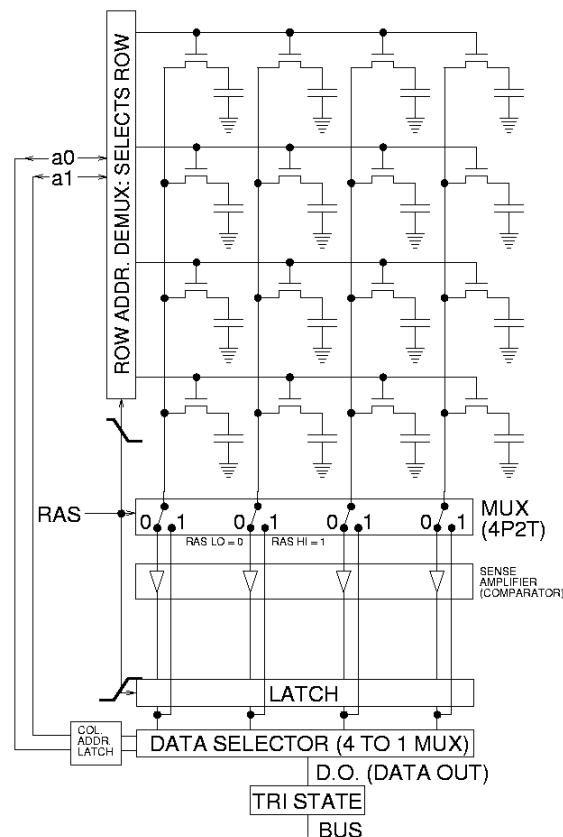 ROW ADDR. DEMUX: SELECTS ROW
a0
a1
RAS
0 1 0 1 0 1 0 1
MUX
(4P2T)
RAS LO = 0 RAS HI = 1
SENSE
AMPLIFIER
(COMPARATOR)
LATCH
COL.
ADDR.
LATCH
DATA SELECTOR (4 TO 1 MUX)
D.O. (DATA OUT)
TRI STATE
BUS